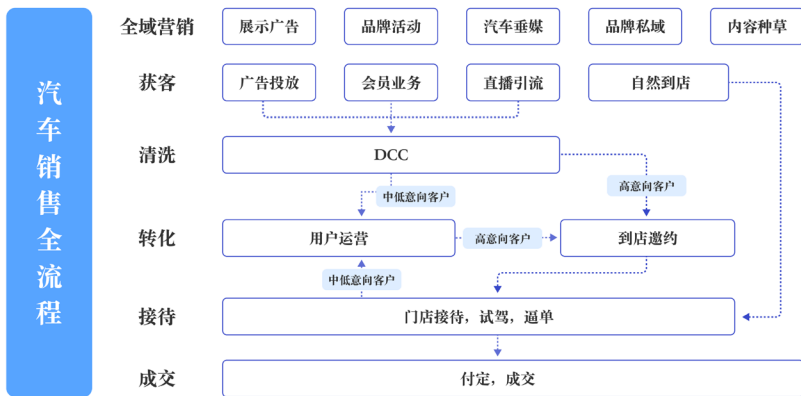 汽车销售全流程
全域营销
展示广告
品牌活动
汽车垂媒
品牌私域
内容种草
获客
广告投放
会员业务
直播引流
自然到店
清洗
DCC
中低意向客户
高意向客户
转化
用户运营
高意向客户
到店邀约
中低意向客户
接待
门店接待，试驾，逼单
成交
付定，成交